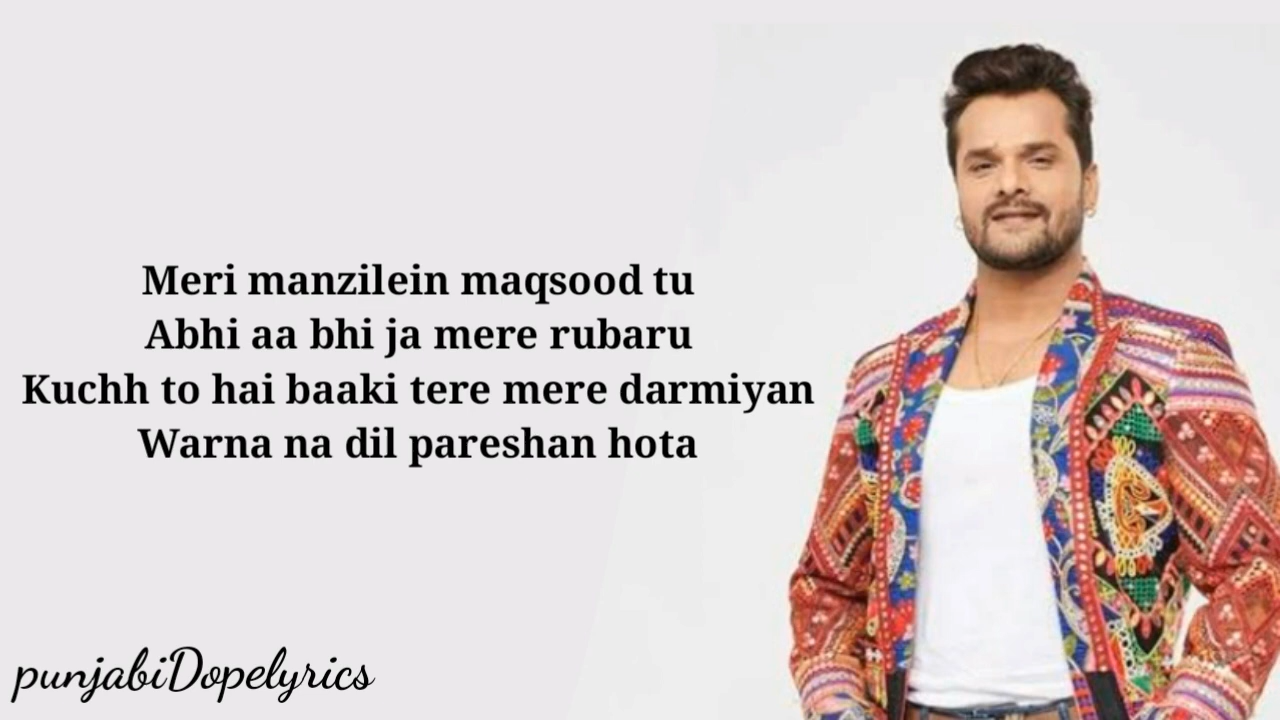 Meri manzilein maqsood tu
Abhi aa bhi ja mere rubaru
Kuchh to hai baaki tere mere darmiyan
Warna na dil pareshan hota
punjabiDopelyrics